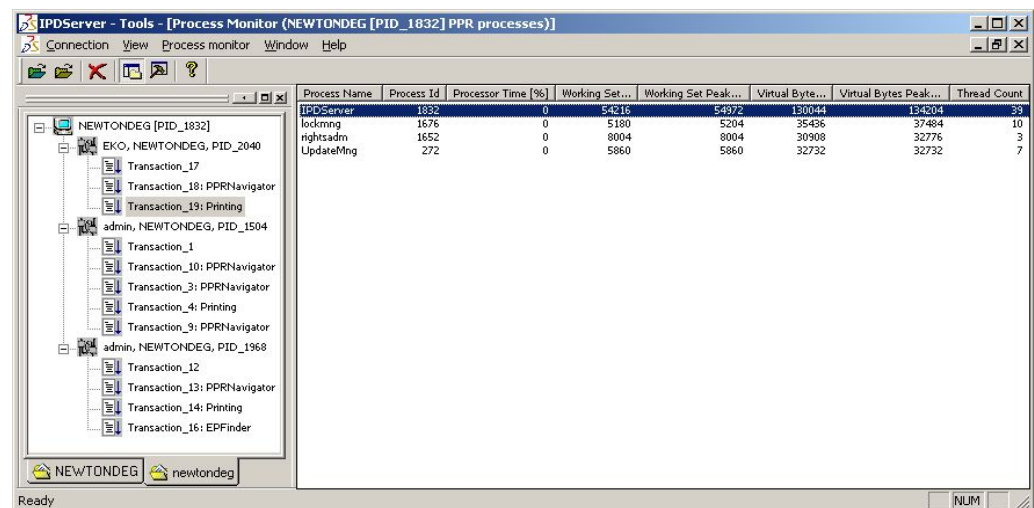 IPDServer - Tools - [Process Monitor (NEWTONDEG [PID_1832] PPR processes)]
Connection View Process monitor Window Help
Process Name Process Id Processor Time [%] Working Set... Working Set Peak... Virtual Byte... Virtual Bytes Peak... Thread Count
IPDServer 1832 0 54216 54972 130044 134204 39
lockmng 1676 0 5180 5204 35436 37484 10
rightsadm 1652 0 8004 8004 30908 32776 3
UpdateMng 272 0 5860 5860 32732 32732 7
NEWTONDEG [PID_1832]
EKO, NEWTONDEG, PID_2040
Transaction_17
Transaction_18: PPRNavigator
Transaction_19: Printing
admin, NEWTONDEG, PID_1504
Transaction_1
Transaction_10: PPRNavigator
Transaction_3: PPRNavigator
Transaction_4: Printing
Transaction_9: PPRNavigator
admin, NEWTONDEG, PID_1968
Transaction_12
Transaction_13: PPRNavigator
Transaction_14: Printing
Transaction_16: EPFinder
NEWTONDEG newtondeg
Ready NUM